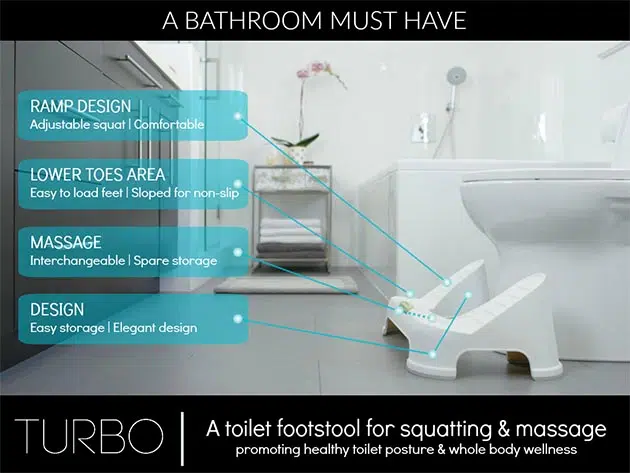 A BATHROOM MUST HAVE
RAMP DESIGN
Adjustable squat | Comfortable
LOWER TOES AREA
Easy to load feet | Sloped for non-slip
MASSAGE
Interchangeable | Spare storage
DESIGN
Easy storage | Elegant design
TURBO | A toilet footstool for squatting & massage
promoting healthy toilet posture & whole body wellness